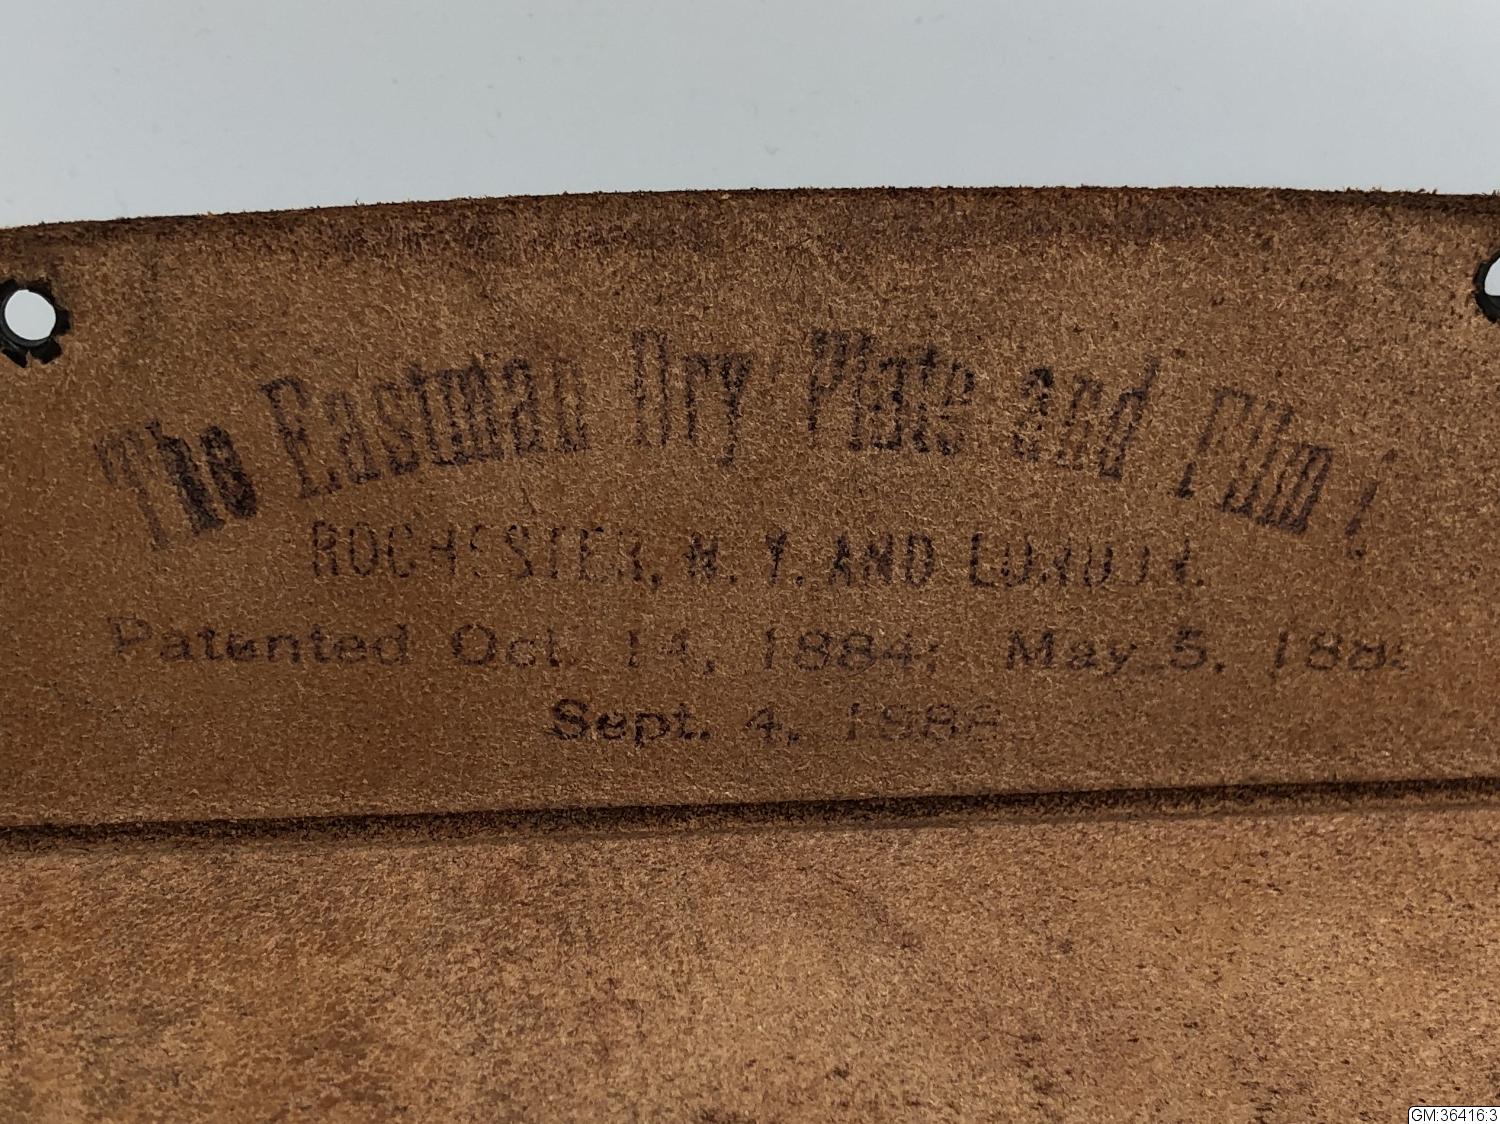 The Eastman Dry Plate and Film
ROCHESTER, N. Y. AND LONDON.
Patented Oct. 14, 1884; May 5,
Sept. 4, 1888
GM:36416:3